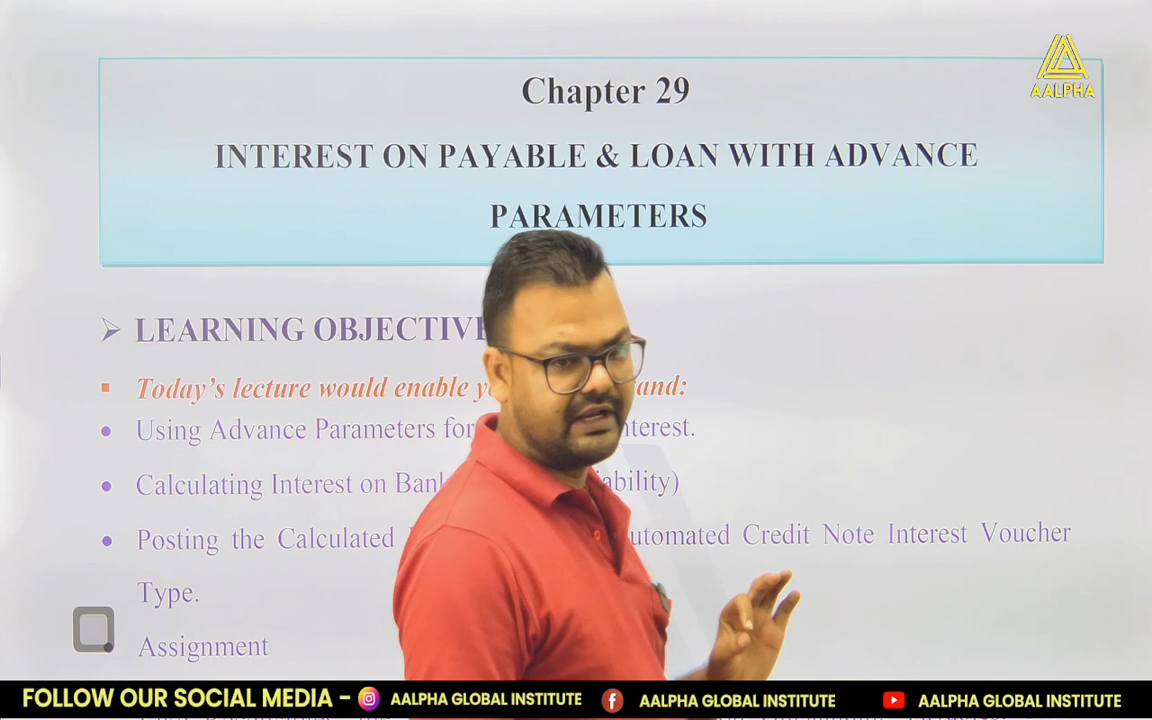 AALPHA
Chapter 29
INTEREST ON PAYABLE & LOAN WITH ADVANCE
PARAMETERS
LEARNING OBJECTIVE
Today's lecture would enable and:
Using Advance Parameters for nterest.
Calculating Interest on Bank ability)
Posting the Calculated utomated Credit Note Interest Voucher
Type.
Assignment
FOLLOW OUR SOCIAL MEDIA – AALPHA GLOBAL INSTITUTE AALPHA GLOBAL INSTITUTE AALPHA GLOBAL INSTITUTE